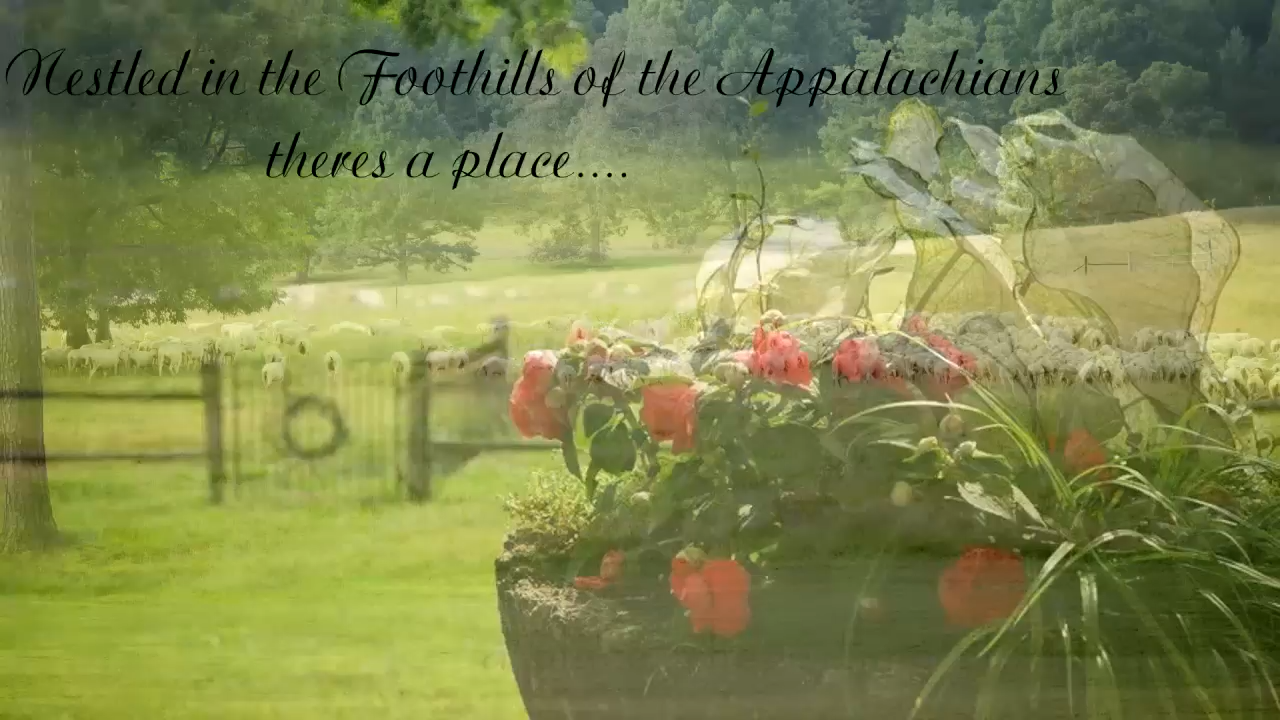 Nestled in the Foothills of the Appalachians
theres a place....